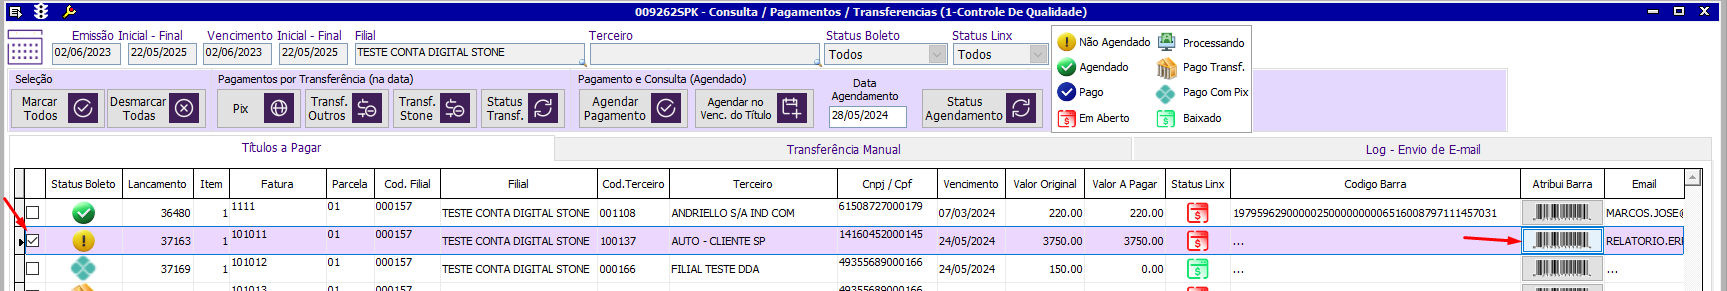 009262SPK - Consulta / Pagamentos / Transferencias (1-Controle De Qualidade)
Emissão Inicial - Final Vencimento Inicial - Final Filial Terceiro Status Boleto Status Linx
02/06/2023 22/05/2025 02/06/2023 22/05/2025 TESTE CONTA DIGITAL STONE Todos Todos
Não Agendado Processando
Agendado Pago Transf.
Pago Pago Com Pix
Em Aberto Baixado
Seleção Pagamentos por Transferência (na data) Pagamento e Consulta (Agendado)
Marcar Todos
Desmarcar Todas
Pix
Transf. Outros
Transf. Stone
Status Transf.
Agendar Pagamento
Agendar no Venc. do Título
Data Agendamento
28/05/2024
Status Agendamento
Títulos a Pagar Transferência Manual Log - Envio de E-mail
Status Boleto Lancamento Item Fatura Parcela Cod. Filial Filial Cod.Terceiro Terceiro Cnpj / Cpf Vencimento Valor Original Valor A Pagar Status Linx Codigo Barra Atribui Barra Email
36480 1 1111 01 000157 TESTE CONTA DIGITAL STONE 001108 ANDRIELLO S/A IND COM 61508727000179 07/03/2024 220.00 220.00 MARCOS.JOSE@
37163 1 101011 01 000157 TESTE CONTA DIGITAL STONE 100137 AUTO - CLIENTE SP 14160452000145 24/05/2024 3750.00 3750.00 ... RELATORIO.ER
37169 1 101012 01 000157 TESTE CONTA DIGITAL STONE 000166 FILIAL TESTE DDA 49355689000166 24/05/2024 150.00 0.00 ... ...
101013 01 000157 49355689000166